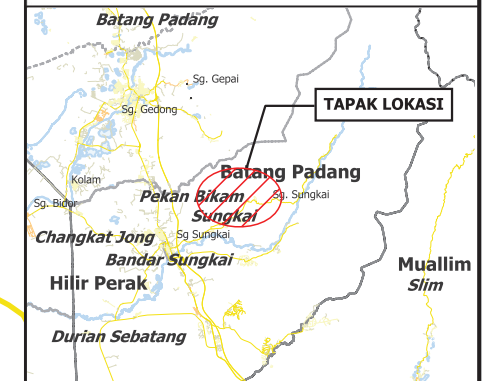 Batang Padang
Sg. Gepai
Sg. Gedong
TAPAK LOKASI
Batang Padang
Kolam
Pekan Bikam
Sg. Sungkai
Sg. Bidor
Sungkai
Changkat Jong
Sg Sungkai
Bandar Sungkai
Muallim
Hilir Perak
Slim
Durian Sebatang